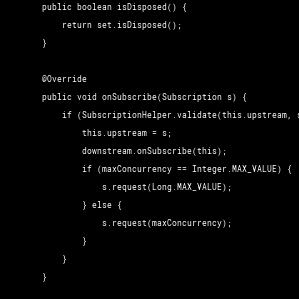 public boolean isDisposed() {
return set.isDisposed();
}
@Override
public void onSubscribe(Subscription s) {
if (SubscriptionHelper.validate(this.upstream, s
this.upstream = s;
downstream.onSubscribe(this);
if (maxConcurrency == Integer.MAX_VALUE) {
s.request(Long.MAX_VALUE);
} else {
s.request(maxConcurrency);
}
}
}